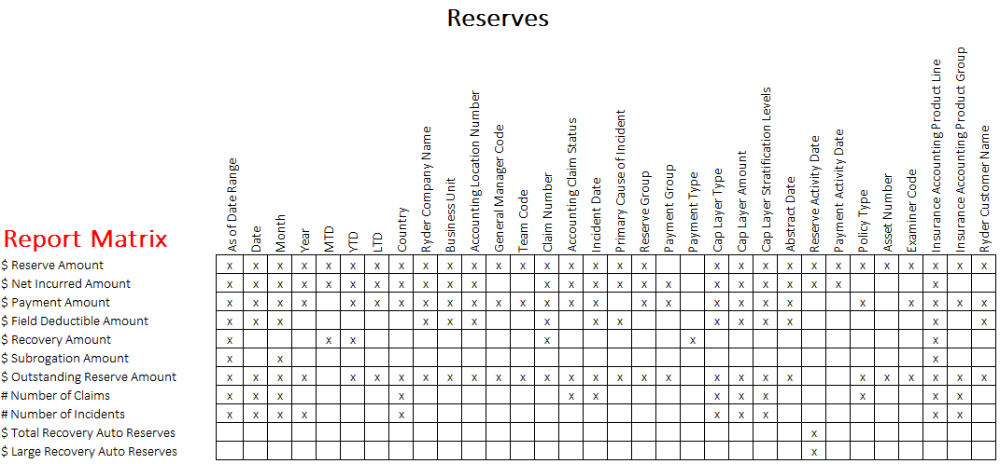 Reserves
As of Date Range
Date
Month
Year
MTD
YTD
LTD
Country
Ryder Company Name
Business Unit
Accounting Location Number
General Manager Code
Team Code
Claim Number
Accounting Claim Status
Incident Date
Primary Cause of Incident
Reserve Group
Payment Group
Payment Type
Cap Layer Type
Cap Layer Amount
Cap Layer Stratification Levels
Abstract Date
Reserve Activity Date
Payment Activity Date
Policy Type
Asset Number
Examiner Code
Insurance Accounting Product Line
Insurance Accounting Product Group
Ryder Customer Name
Report Matrix
$ Reserve Amount x x x x x x x x x x x x x x x x x x x x x x x x x x x x x x
$ Net Incurred Amount x x x x x x x x x x x x x x x x x x x x x x x x
$ Payment Amount x x x x x x x x x x x x x x x x x x x x x x x x x x
$ Field Deductible Amount x x x x x x x x x x x x x x x
$ Recovery Amount x x x x x x
$ Subrogation Amount x x x
$ Outstanding Reserve Amount x x x x x x x x x x x x x x x x x x x x x x x x x x x x
# Number of Claims x x x x x x x x x x x x
# Number of Incidents x x x x x x x x x x
$ Total Recovery Auto Reserves x
$ Large Recovery Auto Reserves x